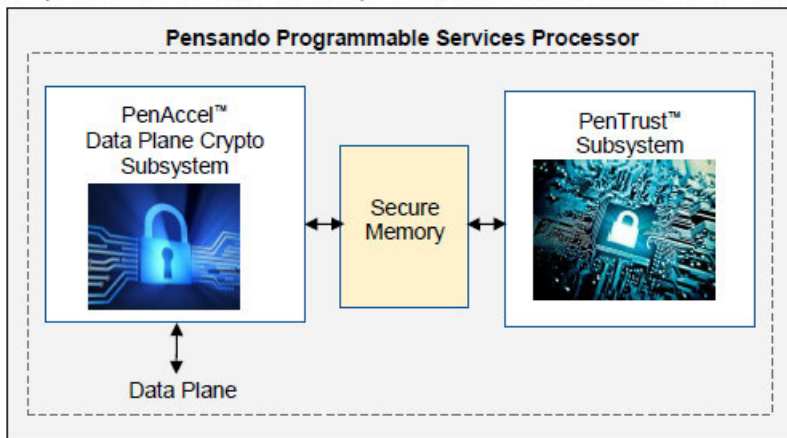 Pensando Programmable Services Processor
PenAccel™
Data Plane Crypto
Subsystem
Secure
Memory
PenTrust™
Subsystem
Data Plane